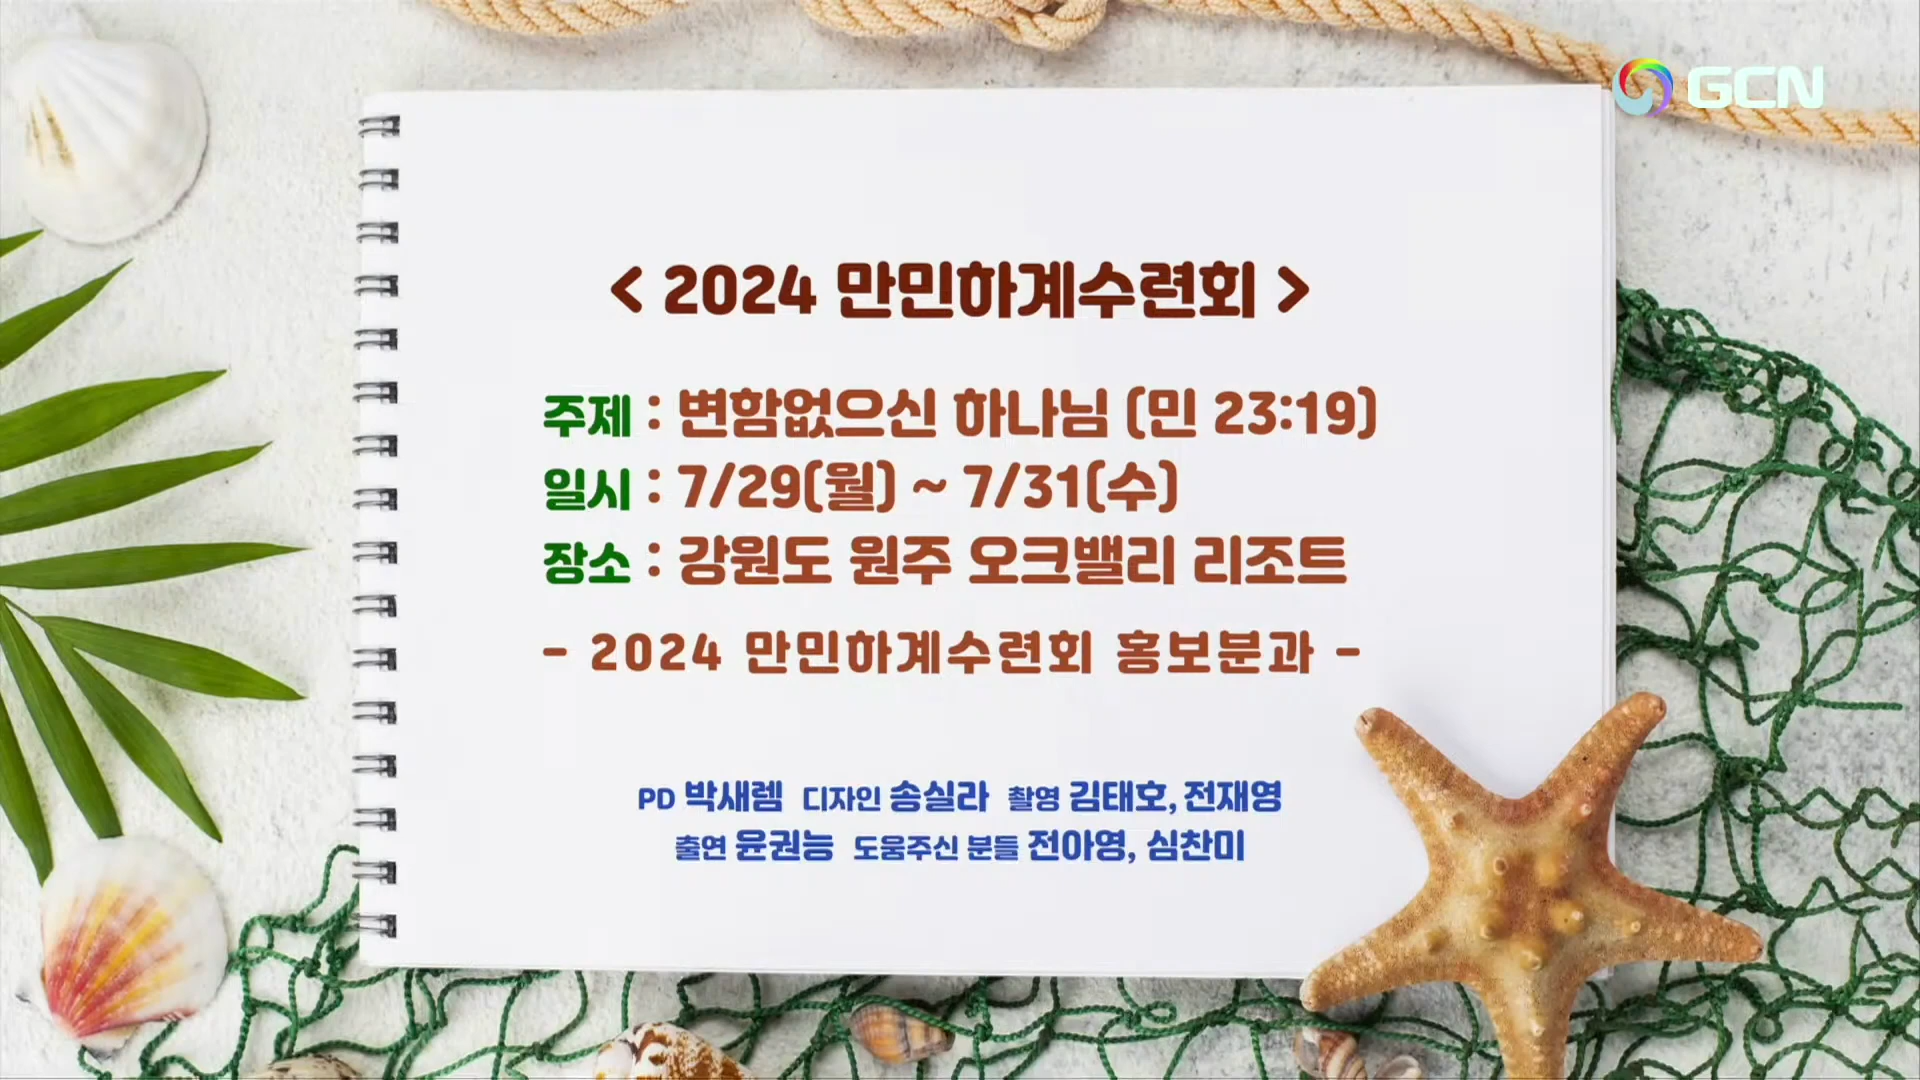 GCN
< 2024 만민하계수련회 >
주제 : 변함없으신 하나님 (민 23:19)
일시 : 7/29(월) ~ 7/31(수)
장소 : 강원도 원주 오크밸리 리조트
- 2024 만민하계수련회 홍보분과 -
PD 박새렘 디자인 송실라 촬영 김태호, 전재영
출연 윤권능 도움주신 분들 전아영, 심찬미